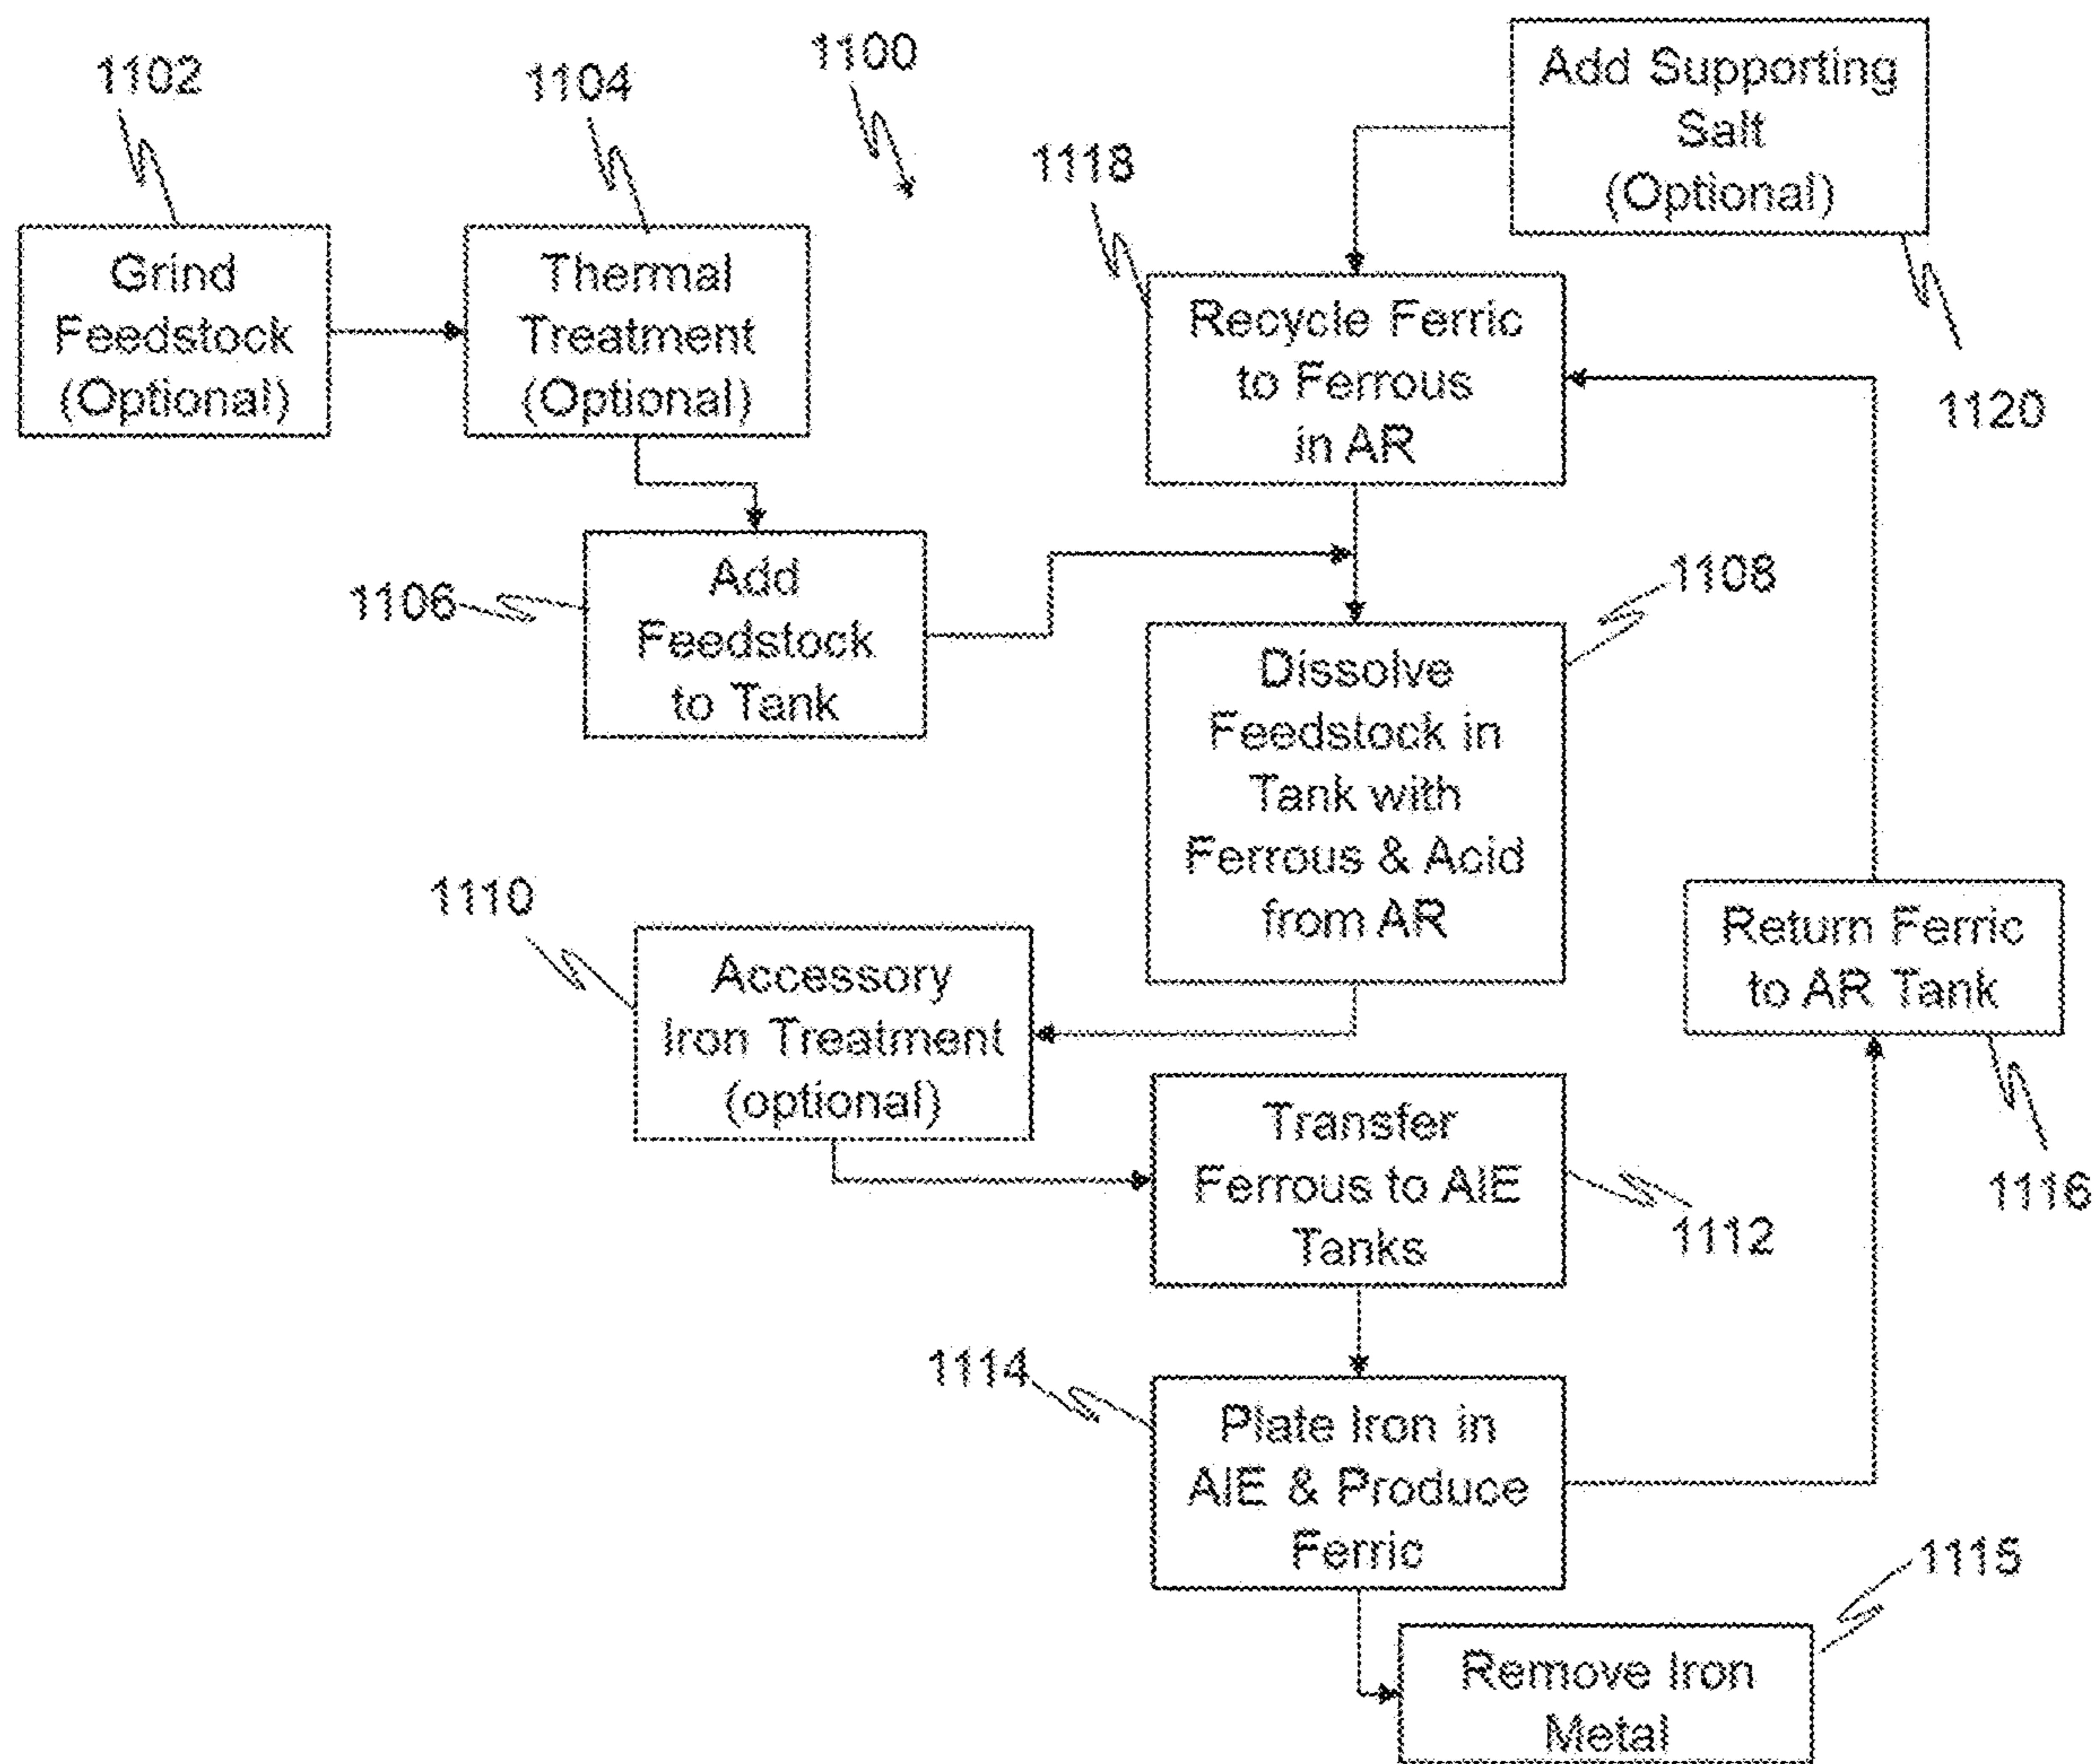 1100
1102
Grind
Feedstock
(Optional)
1104
Thermal
Treatment
(Optional)
1106
Add
Feedstock
to Tank
Add Supporting
Salt
(Optional)
1120
1118
Recycle Ferric
to Ferrous
in AR
1108
Dissolve
Feedstock in
Tank with
Ferrous & Acid
from AR
1110
Accessory
Iron Treatment
(optional)
Transfer
Ferrous to AIE
Tanks
1112
1114
Plate Iron in
AIE & Produce
Ferric
Return Ferric
to AR Tank
1116
1115
Remove Iron
Metal